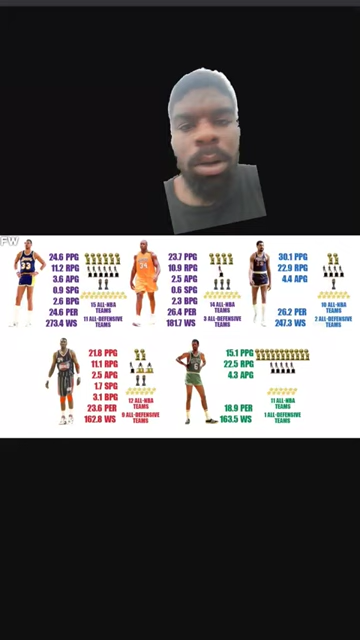 FW
24.6 PPG
11.2 RPG
3.6 APG
0.9 SPG
2.6 BPG
24.6 PER
273.4 WS
15 ALL-NBA
TEAMS
11 ALL-DEFENSIVE
TEAMS
34
23.7 PPG
10.9 RPG
2.5 APG
0.6 SPG
2.3 BPG
26.4 PER
181.7 WS
14 ALL-NBA
TEAMS
3 ALL-DEFENSIVE
TEAMS
30.1 PPG
22.9 RPG
4.4 APG
26.2 PER
247.3 WS
10 ALL-NBA
TEAMS
2 ALL-DEFENSIVE
TEAMS
21.8 PPG
11.1 RPG
2.5 APG
1.7 SPG
3.1 BPG
23.6 PER
162.8 WS
12 ALL-NBA
TEAMS
9 ALL-DEFENSIVE
TEAMS
15.1 PPG
22.5 RPG
4.3 APG
18.9 PER
163.5 WS
11 ALL-NBA
TEAMS
1 ALL-DEFENSIVE
TEAMS